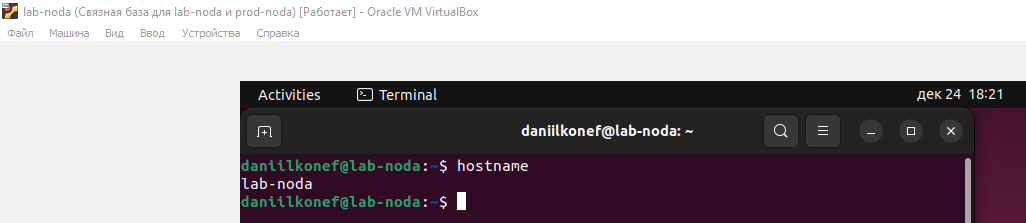 lab-noda (Связная база для lab-noda и prod-noda) [Работает] - Oracle VM VirtualBox
Файл Машина Вид Ввод Устройства Справка
Activities Terminal дек 24 18:21
daniilkonef@lab-noda: ~
daniilkonef@lab-noda:~$ hostname
lab-noda
daniilkonef@lab-noda:~$